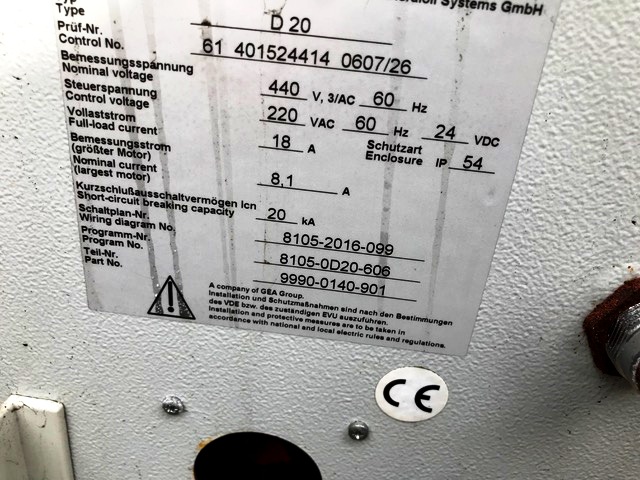 Systems GmbH
Typ
Type D 20
Prüf-Nr.
Control No. 61 401524414 0607/26
Bemessungsspannung
Nominal voltage 440 V, 3/AC 60 Hz
Steuerspannung
Control voltage 220 VAC 60 Hz 24 VDC
Vollaststrom
Full-load current 18 A Schutzart
Enclosure IP 54
Bemessungsstrom
(größter Motor)
Nominal current
(largest motor) 8,1 A
Kurzschlußausschaltvermögen Icn
Short-circuit breaking capacity 20 kA
Schaltplan-Nr.
Wiring diagram No. 8105-2016-099
Programm-Nr.
Program No. 8105-0D20-606
Teil-Nr.
Part No. 9990-0140-901
A company of GEA Group.
Installation und Schutzmaßnahmen sind nach den Bestimmungen
des VDE bzw. des zuständigen EVU auszuführen.
Installation and protective measures are to be taken in
accordance with national and local electric rules and regulations.
CE